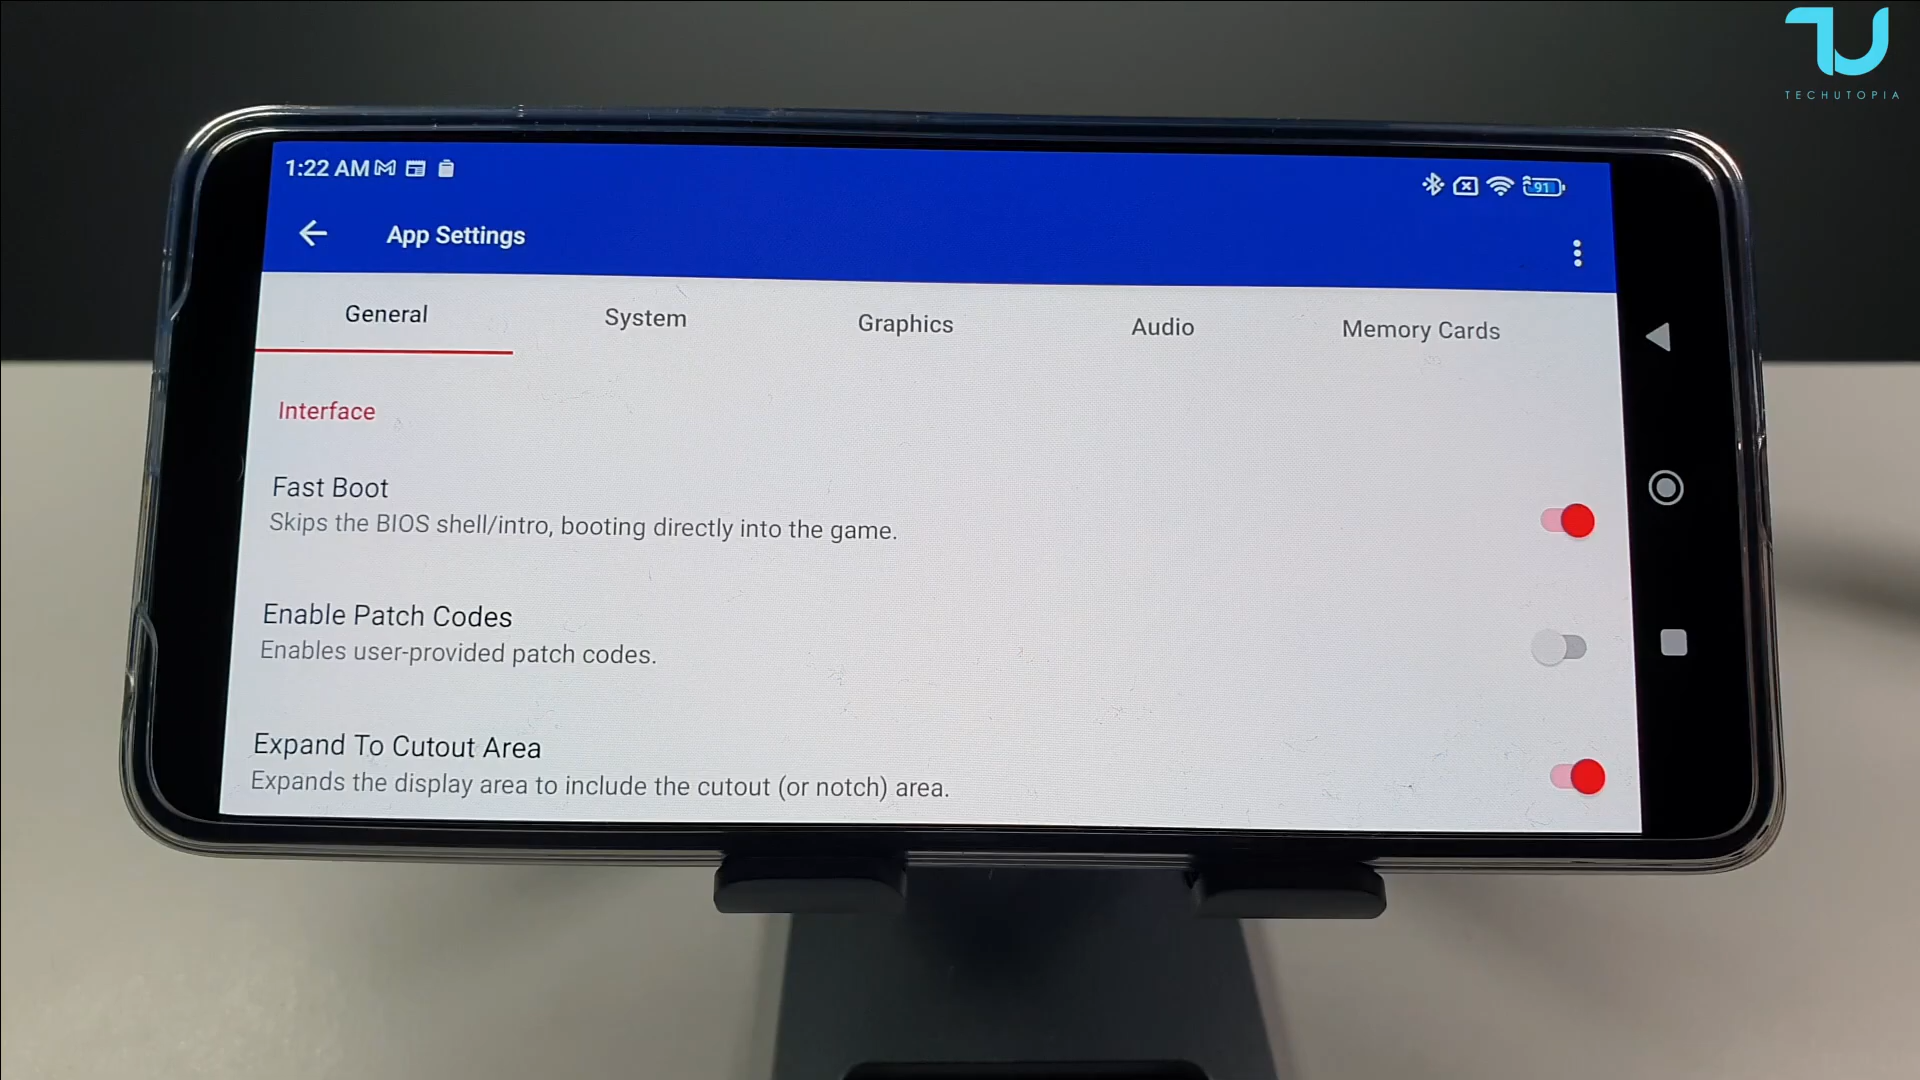 TECHUTOPIA
1:22 AM
91
App Settings
General
System
Graphics
Audio
Memory Cards
Interface
Fast Boot
Skips the BIOS shell/intro, booting directly into the game.
Enable Patch Codes
Enables user-provided patch codes.
Expand To Cutout Area
Expands the display area to include the cutout (or notch) area.